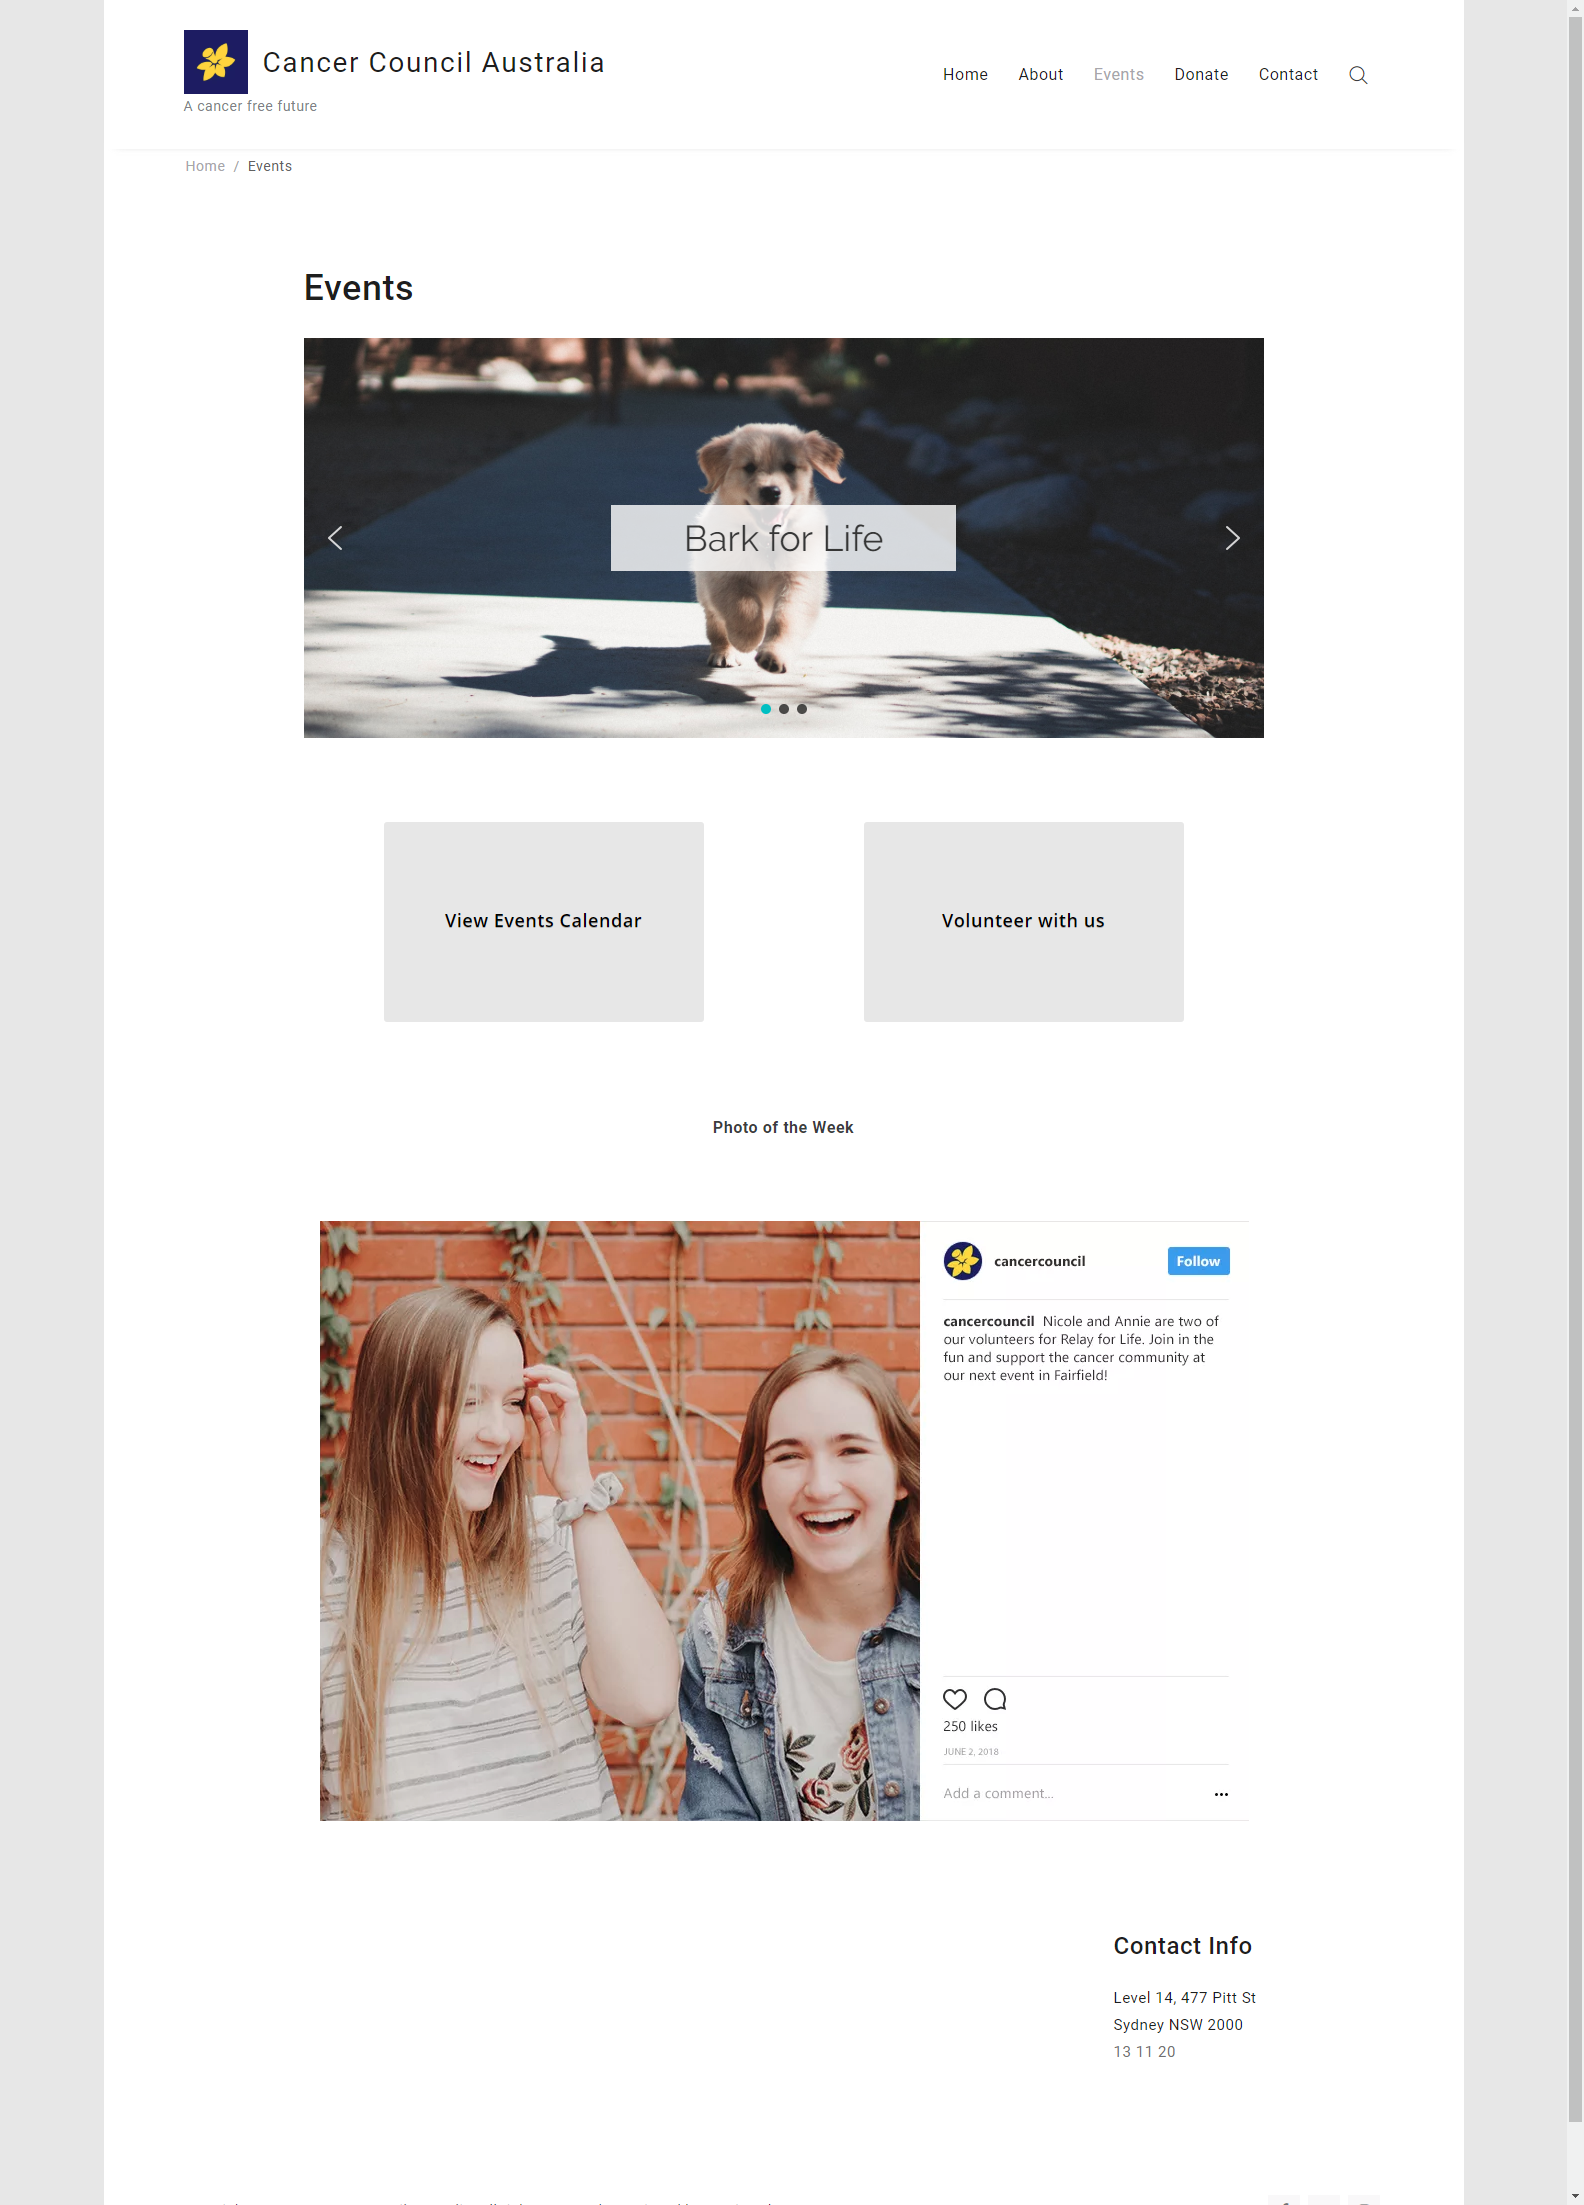 Cancer Council Australia
A cancer free future
Home About Events Donate Contact
Home / Events
Events
Bark for Life
View Events Calendar
Volunteer with us
Photo of the Week
cancercouncil
Follow
cancercouncil Nicole and Annie are two of
our volunteers for Relay for Life. Join in the
fun and support the cancer community at
our next event in Fairfield!
250 likes
JUNE 2, 2018
Add a comment...
Contact Info
Level 14, 477 Pitt St
Sydney NSW 2000
13 11 20